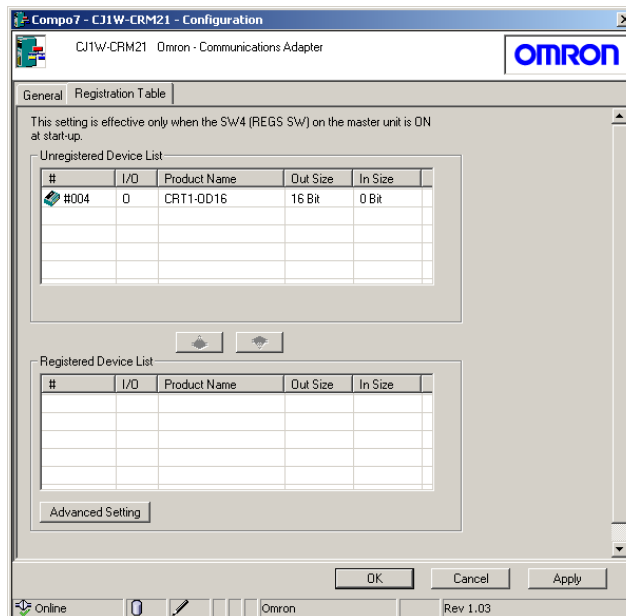 Compo7 - CJ1W-CRM21 - Configuration
CJ1W-CRM21 Omron - Communications Adapter
OMRON
General Registration Table
This setting is effective only when the SW4 (REGS SW) on the master unit is ON
at start-up.
Unregistered Device List
# I/O Product Name Out Size In Size
#004 O CRT1-OD16 16 Bit 0 Bit
Registered Device List
# I/O Product Name Out Size In Size
Advanced Setting
OK Cancel Apply
Online Omron Rev 1.03